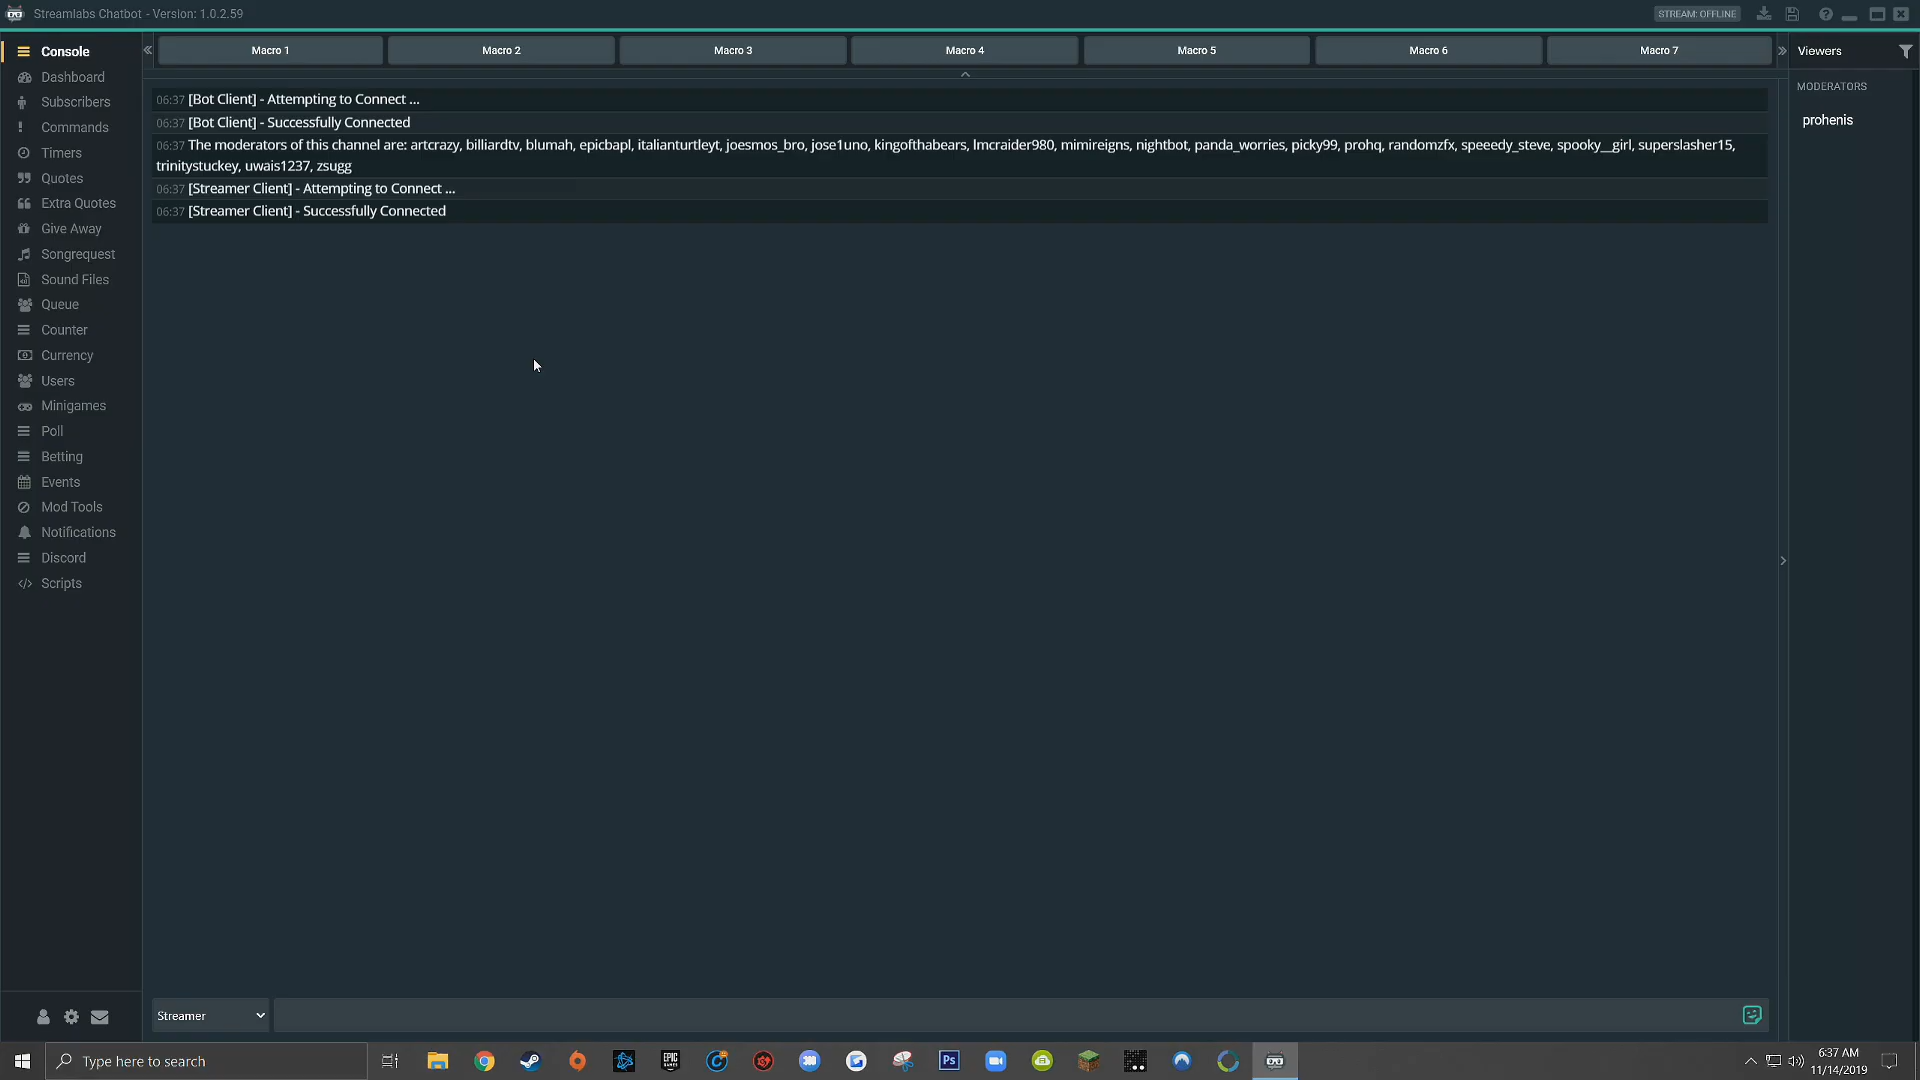 Streamlabs Chatbot - Version: 1.0.2.59
STREAM: OFFLINE
Console
Dashboard
Subscribers
Commands
Timers
Quotes
Extra Quotes
Give Away
Songrequest
Sound Files
Queue
Counter
Currency
Users
Minigames
Poll
Betting
Events
Mod Tools
Notifications
Discord
Scripts
Macro 1
Macro 2
Macro 3
Macro 4
Macro 5
Macro 6
Macro 7
06:37 [Bot Client] - Attempting to Connect ...
06:37 [Bot Client] - Successfully Connected
06:37 The moderators of this channel are: artcrazy, billiardtv, blumah, epicbapl, italianturtleyt, joesmos_bro, jose1uno, kingofthabears, lmcraider980, mimireigns, nightbot, panda_worries, picky99, prohq, randomzfx, speeedy_steve, spooky__girl, superslasher15,
trinitystuckey, uwais1237, zsugg
06:37 [Streamer Client] - Attempting to Connect ...
06:37 [Streamer Client] - Successfully Connected
Viewers
MODERATORS
prohenis
Streamer
Type here to search
EPIC
GAMES
Ps
6:37 AM
11/14/2019